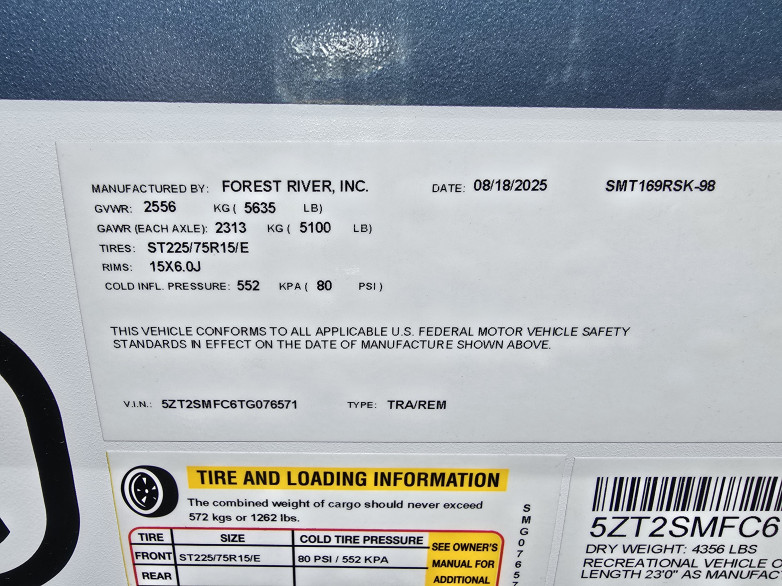 MANUFACTURED BY: FOREST RIVER, INC. DATE: 08/18/2025 SMT169RSK-98
GVWR: 2556 KG ( 5635 LB)
GAWR (EACH AXLE): 2313 KG ( 5100 LB)
TIRES: ST225/75R15/E
RIMS: 15X6.0J
COLD INFL. PRESSURE: 552 KPA ( 80 PSI )
THIS VEHICLE CONFORMS TO ALL APPLICABLE U.S. FEDERAL MOTOR VEHICLE SAFETY
STANDARDS IN EFFECT ON THE DATE OF MANUFACTURE SHOWN ABOVE.
V.I.N.: 5ZT2SMFC6TG076571 TYPE: TRA/REM
TIRE AND LOADING INFORMATION
The combined weight of cargo should never exceed
572 kgs or 1262 lbs.
TIRE SIZE COLD TIRE PRESSURE
FRONT ST225/75R15/E 80 PSI / 552 KPA
REAR
SEE OWNER'S
MANUAL FOR
ADDITIONAL
SMG07657
5ZT2SMFC6
DRY WEIGHT: 4356 LBS
RECREATIONAL VEHICLE
LENGTH 23'0" AS MANUFAC